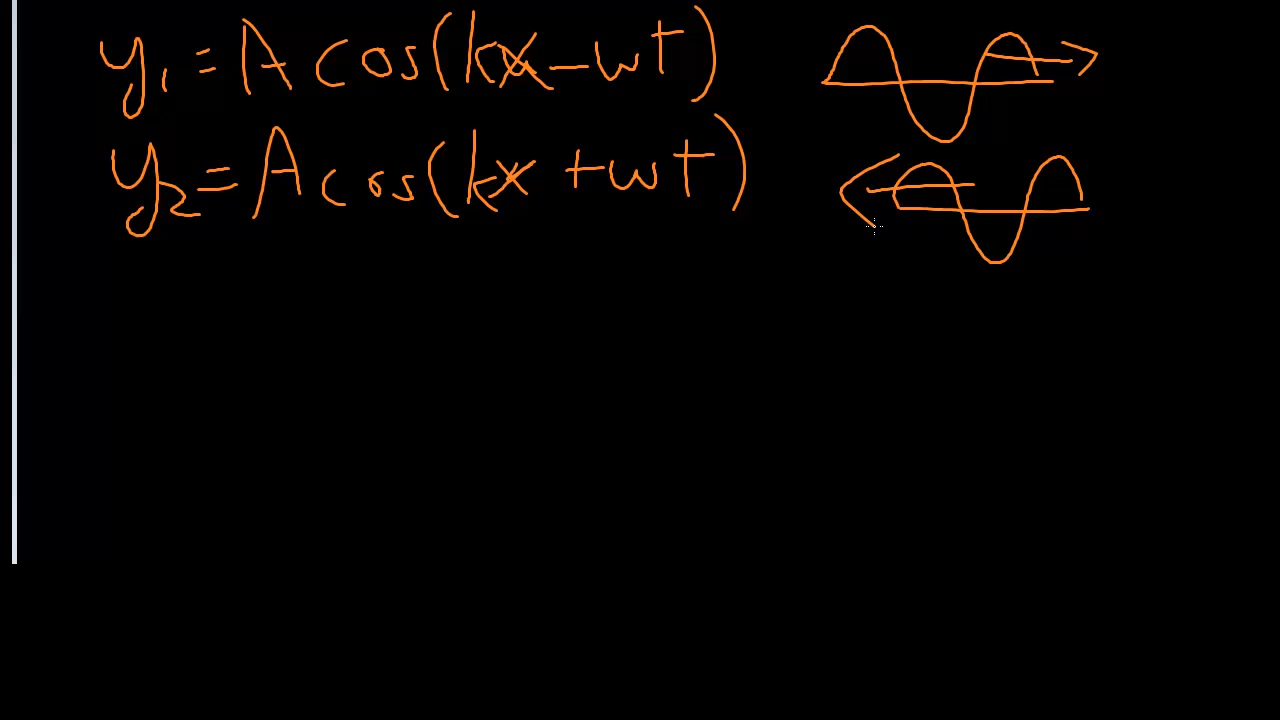 y₁ = A cos(kx − wt)
y₂ = A cos(kx + wt)